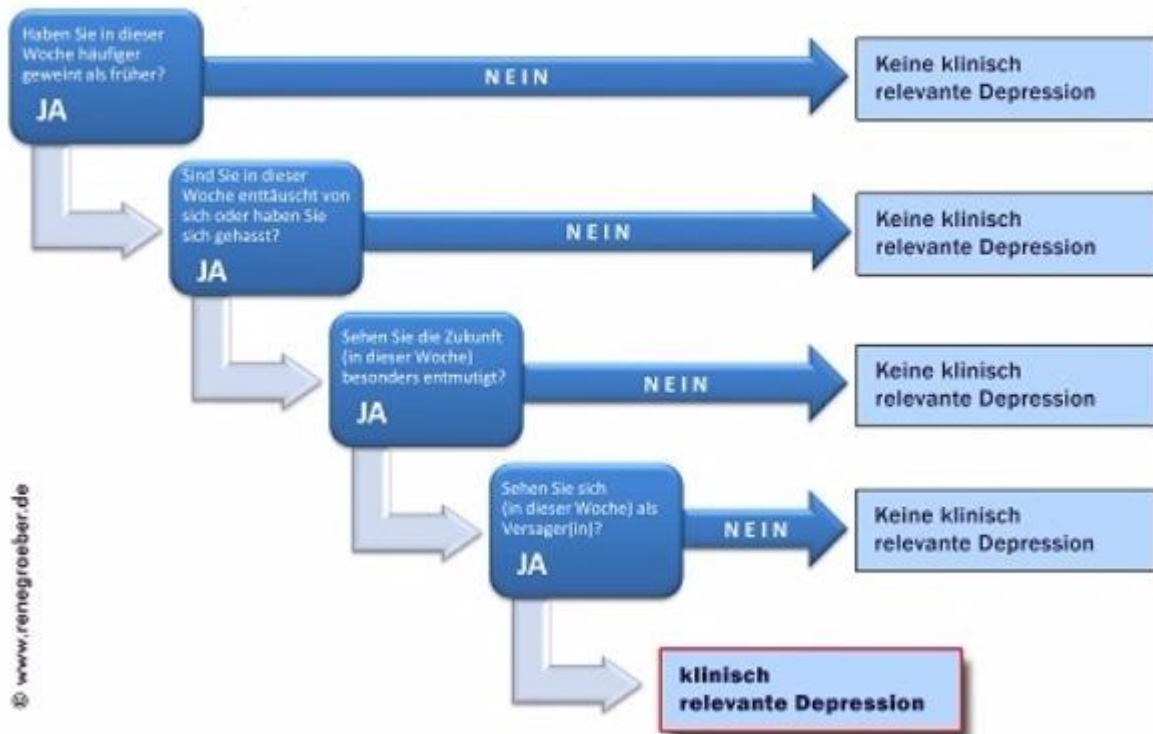 Haben Sie in dieser
Woche häufiger
geweint als früher?
JA
NEIN
Keine klinisch
relevante Depression
Sind Sie in dieser
Woche enttäuscht von
sich oder haben Sie
sich gehasst?
JA
NEIN
Keine klinisch
relevante Depression
Sehen Sie die Zukunft
(in dieser Woche)
besonders entmutigt?
JA
NEIN
Keine klinisch
relevante Depression
Sehen Sie sich
(in dieser Woche) als
Versager(in)?
JA
NEIN
Keine klinisch
relevante Depression
klinisch
relevante Depression
© www.renegroeber.de